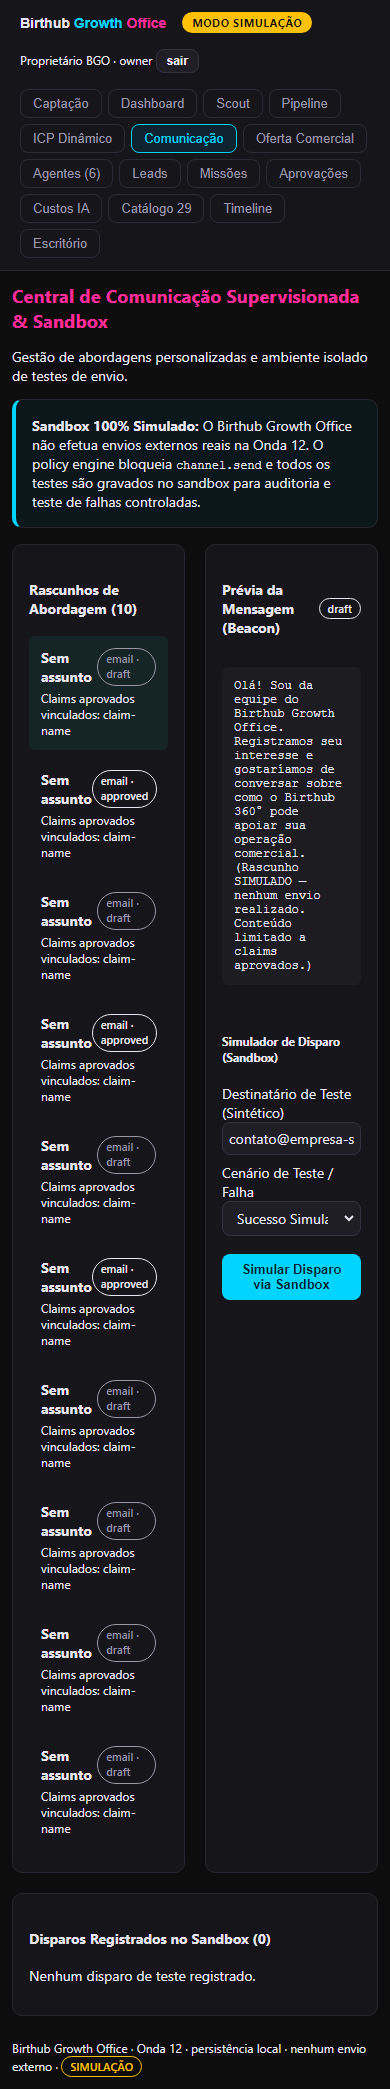 Birthub Growth Office MODO SIMULAÇÃO
Proprietário BGO · owner sair
Captação Dashboard Scout Pipeline
ICP Dinâmico Comunicação Oferta Comercial
Agentes (6) Leads Missões Aprovações
Custos IA Catálogo 29 Timeline
Escritório
Central de Comunicação Supervisionada
& Sandbox
Gestão de abordagens personalizadas e ambiente isolado
de testes de envio.
Sandbox 100% Simulado: O Birthub Growth Office
não efetua envios externos reais na Onda 12. O
policy engine bloqueia channel.send e todos os
testes são gravados no sandbox para auditoria e
teste de falhas controladas.
Rascunhos de
Abordagem (10)
Sem
assunto
email ·
draft
Claims aprovados
vinculados: claim-
name
Sem
assunto
email ·
approved
Claims aprovados
vinculados: claim-
name
Sem
assunto
email ·
draft
Claims aprovados
vinculados: claim-
name
Sem
assunto
email ·
approved
Claims aprovados
vinculados: claim-
name
Sem
assunto
email ·
draft
Claims aprovados
vinculados: claim-
name
Sem
assunto
email ·
approved
Claims aprovados
vinculados: claim-
name
Sem
assunto
email ·
draft
Claims aprovados
vinculados: claim-
name
Sem
assunto
email ·
draft
Claims aprovados
vinculados: claim-
name
Sem
assunto
email ·
draft
Claims aprovados
vinculados: claim-
name
Sem
assunto
email ·
draft
Claims aprovados
vinculados: claim-
name
Prévia da
Mensagem
(Beacon)
draft
Olá! Sou da
equipe do
Birthub Growth
Office.
Registramos seu
interesse e
gostaríamos de
conversar sobre
como o Birthub
360° pode
apoiar sua
operação
comercial.
(Rascunho
SIMULADO —
nenhum envio
realizado.
Conteúdo
limitado a
claims
aprovados.)
Simulador de Disparo
(Sandbox)
Destinatário de Teste
(Sintético)
contato@empresa-s
Cenário de Teste /
Falha
Sucesso Simula
Simular Disparo
via Sandbox
Disparos Registrados no Sandbox (0)
Nenhum disparo de teste registrado.
Birthub Growth Office · Onda 12 · persistência local · nenhum envio
externo · SIMULAÇÃO